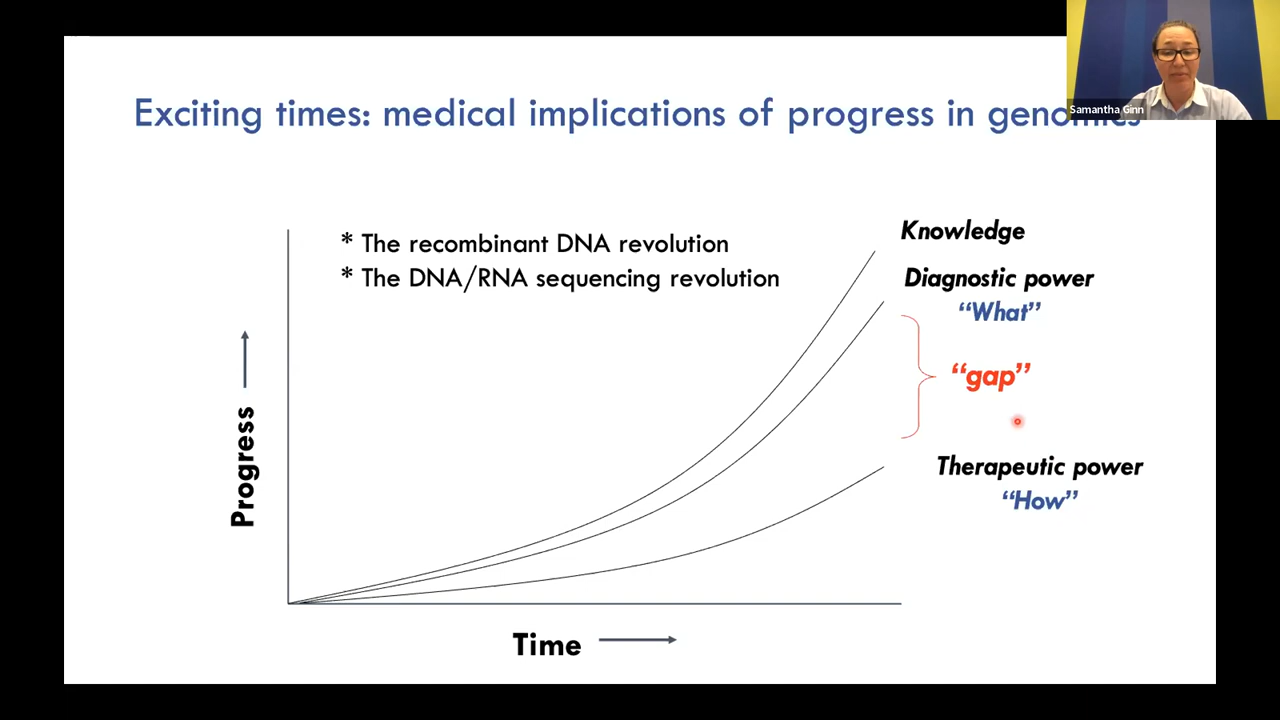 Samantha Ginn
Exciting times: medical implications of progress in genomics
* The recombinant DNA revolution
* The DNA/RNA sequencing revolution
Knowledge
Diagnostic power
“What”
“gap”
Therapeutic power
“How”
Progress
Time